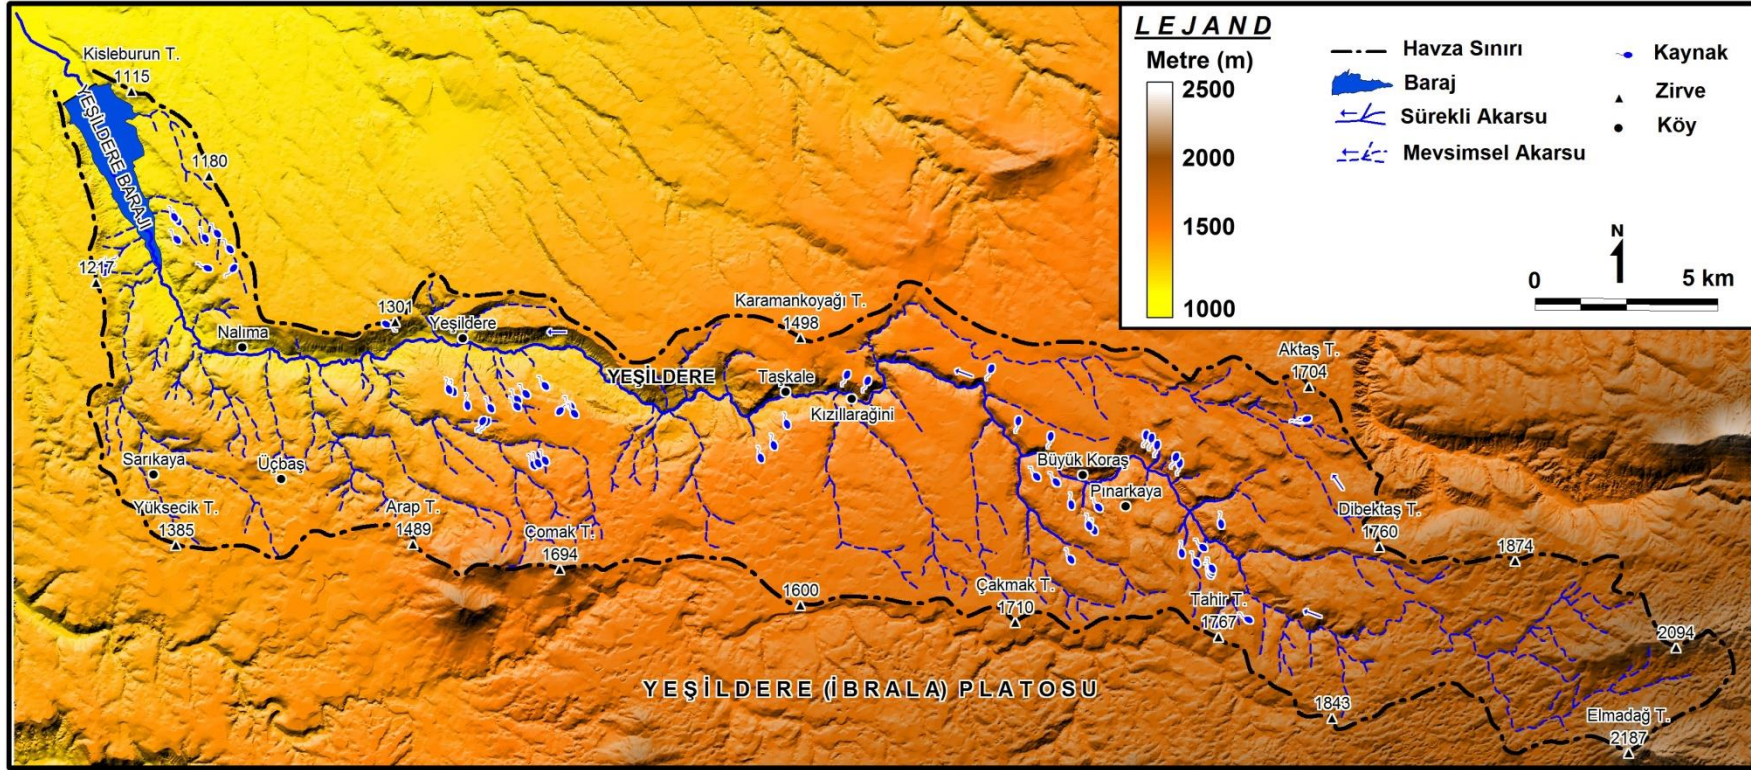 LEJAND
Metre (m)
2500
2000
1500
1000
Havza Sınırı
Baraj
Sürekli Akarsu
Mevsimsel Akarsu
Kaynak
Zirve
Köy
N
0 5 km
Kisleburun T.
1115
YEŞİLDERE BARAJI
1180
1217
1301
Nalıma
Yeşildere
Karamankoyağı T.
1498
YEŞİLDERE
Taşkale
Kızıllarağini
Aktaş T.
1704
Sarıkaya
Üçbaş
Büyük Koraş
Pınarkaya
Yüksecik T.
1385
Arap T.
1489
Çomak T.
1694
Dibektaş T.
1760
1874
1600
Çakmak T.
1710
Tahir T.
1767
2094
YEŞİLDERE (İBRALA) PLATOSU
1843
Elmadağ T.
2187